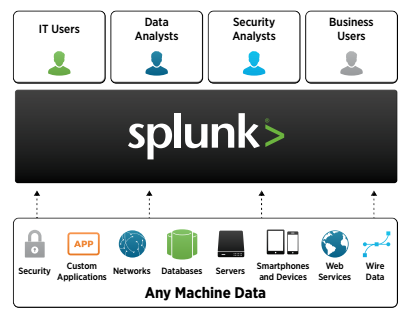 IT Users
Data
Analysts
Security
Analysts
Business
Users
splunk>
Security
APP
Custom
Applications
Networks
Databases
Servers
Smartphones
and Devices
Web
Services
Wire
Data
Any Machine Data